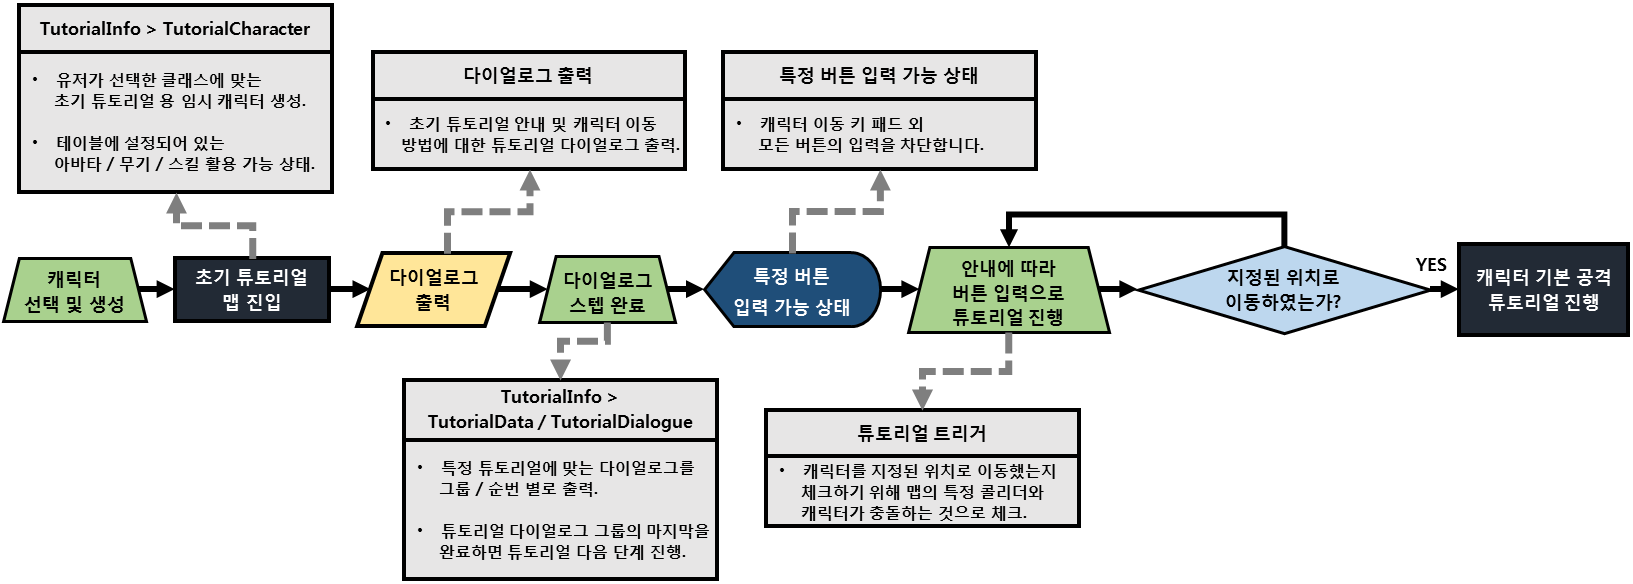 TutorialInfo > TutorialCharacter
• 유저가 선택한 클래스에 맞는
초기 튜토리얼 용 임시 캐릭터 생성.
• 테이블에 설정되어 있는
아바타 / 무기 / 스킬 활용 가능 상태.
다이얼로그 출력
• 초기 튜토리얼 안내 및 캐릭터 이동
방법에 대한 튜토리얼 다이얼로그 출력.
특정 버튼 입력 가능 상태
• 캐릭터 이동 키 패드 외
모든 버튼의 입력을 차단합니다.
캐릭터
선택 및 생성
초기 튜토리얼
맵 진입
다이얼로그
출력
다이얼로그
스텝 완료
특정 버튼
입력 가능 상태
안내에 따라
버튼 입력으로
튜토리얼 진행
지정된 위치로
이동하였는가?
YES
캐릭터 기본 공격
튜토리얼 진행
TutorialInfo >
TutorialData / TutorialDialogue
• 특정 튜토리얼에 맞는 다이얼로그를
그룹 / 순번 별로 출력.
• 튜토리얼 다이얼로그 그룹의 마지막을
완료하면 튜토리얼 다음 단계 진행.
튜토리얼 트리거
• 캐릭터를 지정된 위치로 이동했는지
체크하기 위해 맵의 특정 콜리더와
캐릭터가 충돌하는 것으로 체크.